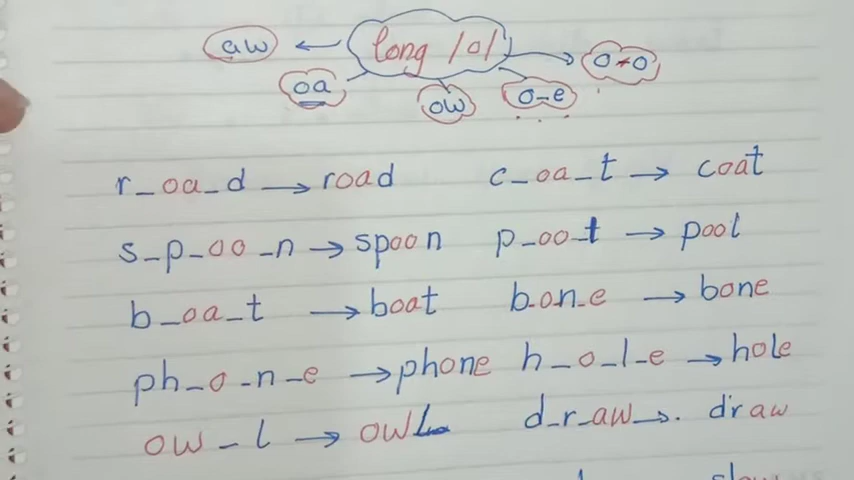 aw ← long /o/ → o+o
oa ow o_e
r_oa_d → road c_oa_t → coat
s_p_oo_n → spoon p_oo_t → pool
b_oa_t → boat b_o_n_e → bone
ph_o_n_e → phone h_o_l_e → hole
ow_l → owl d_r_aw → draw